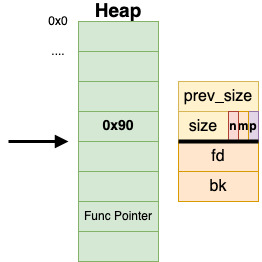 Heap
0x0
....
prev_size
0x90
size n m p
fd
bk
Func Pointer